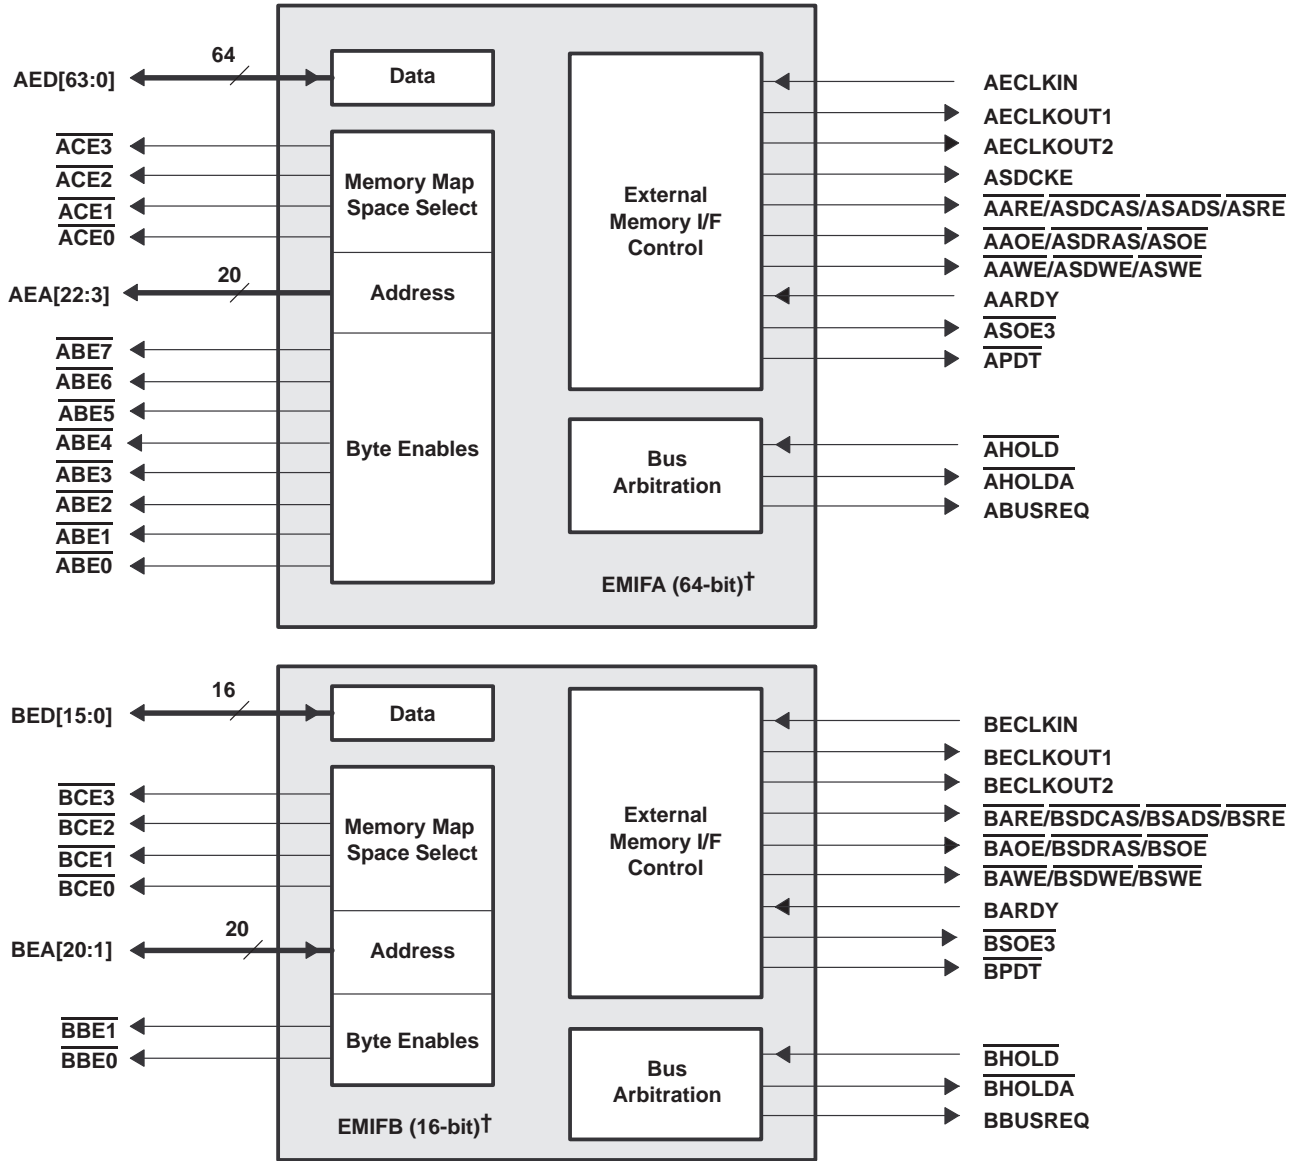 64
AED[63:0]
Data
ACE3
ACE2
ACE1
ACE0
Memory Map
Space Select
20
AEA[22:3]
Address
ABE7
ABE6
ABE5
ABE4
ABE3
ABE2
ABE1
ABE0
Byte Enables
External
Memory I/F
Control
AECLKIN
AECLKOUT1
AECLKOUT2
ASDCKE
AARE/ASDCAS/ASADS/ASRE
AAOE/ASDRAS/ASOE
AAWE/ASDWE/ASWE
AARDY
ASOE3
APDT
Bus
Arbitration
AHOLD
AHOLDA
ABUSREQ
EMIFA (64-bit)†
16
BED[15:0]
Data
BCE3
BCE2
BCE1
BCE0
Memory Map
Space Select
20
BEA[20:1]
Address
BBE1
BBE0
Byte Enables
External
Memory I/F
Control
BECLKIN
BECLKOUT1
BECLKOUT2
BARE/BSDCAS/BSADS/BSRE
BAOE/BSDRAS/BSOE
BAWE/BSDWE/BSWE
BARDY
BSOE3
BPDT
Bus
Arbitration
BHOLD
BHOLDA
BBUSREQ
EMIFB (16-bit)†